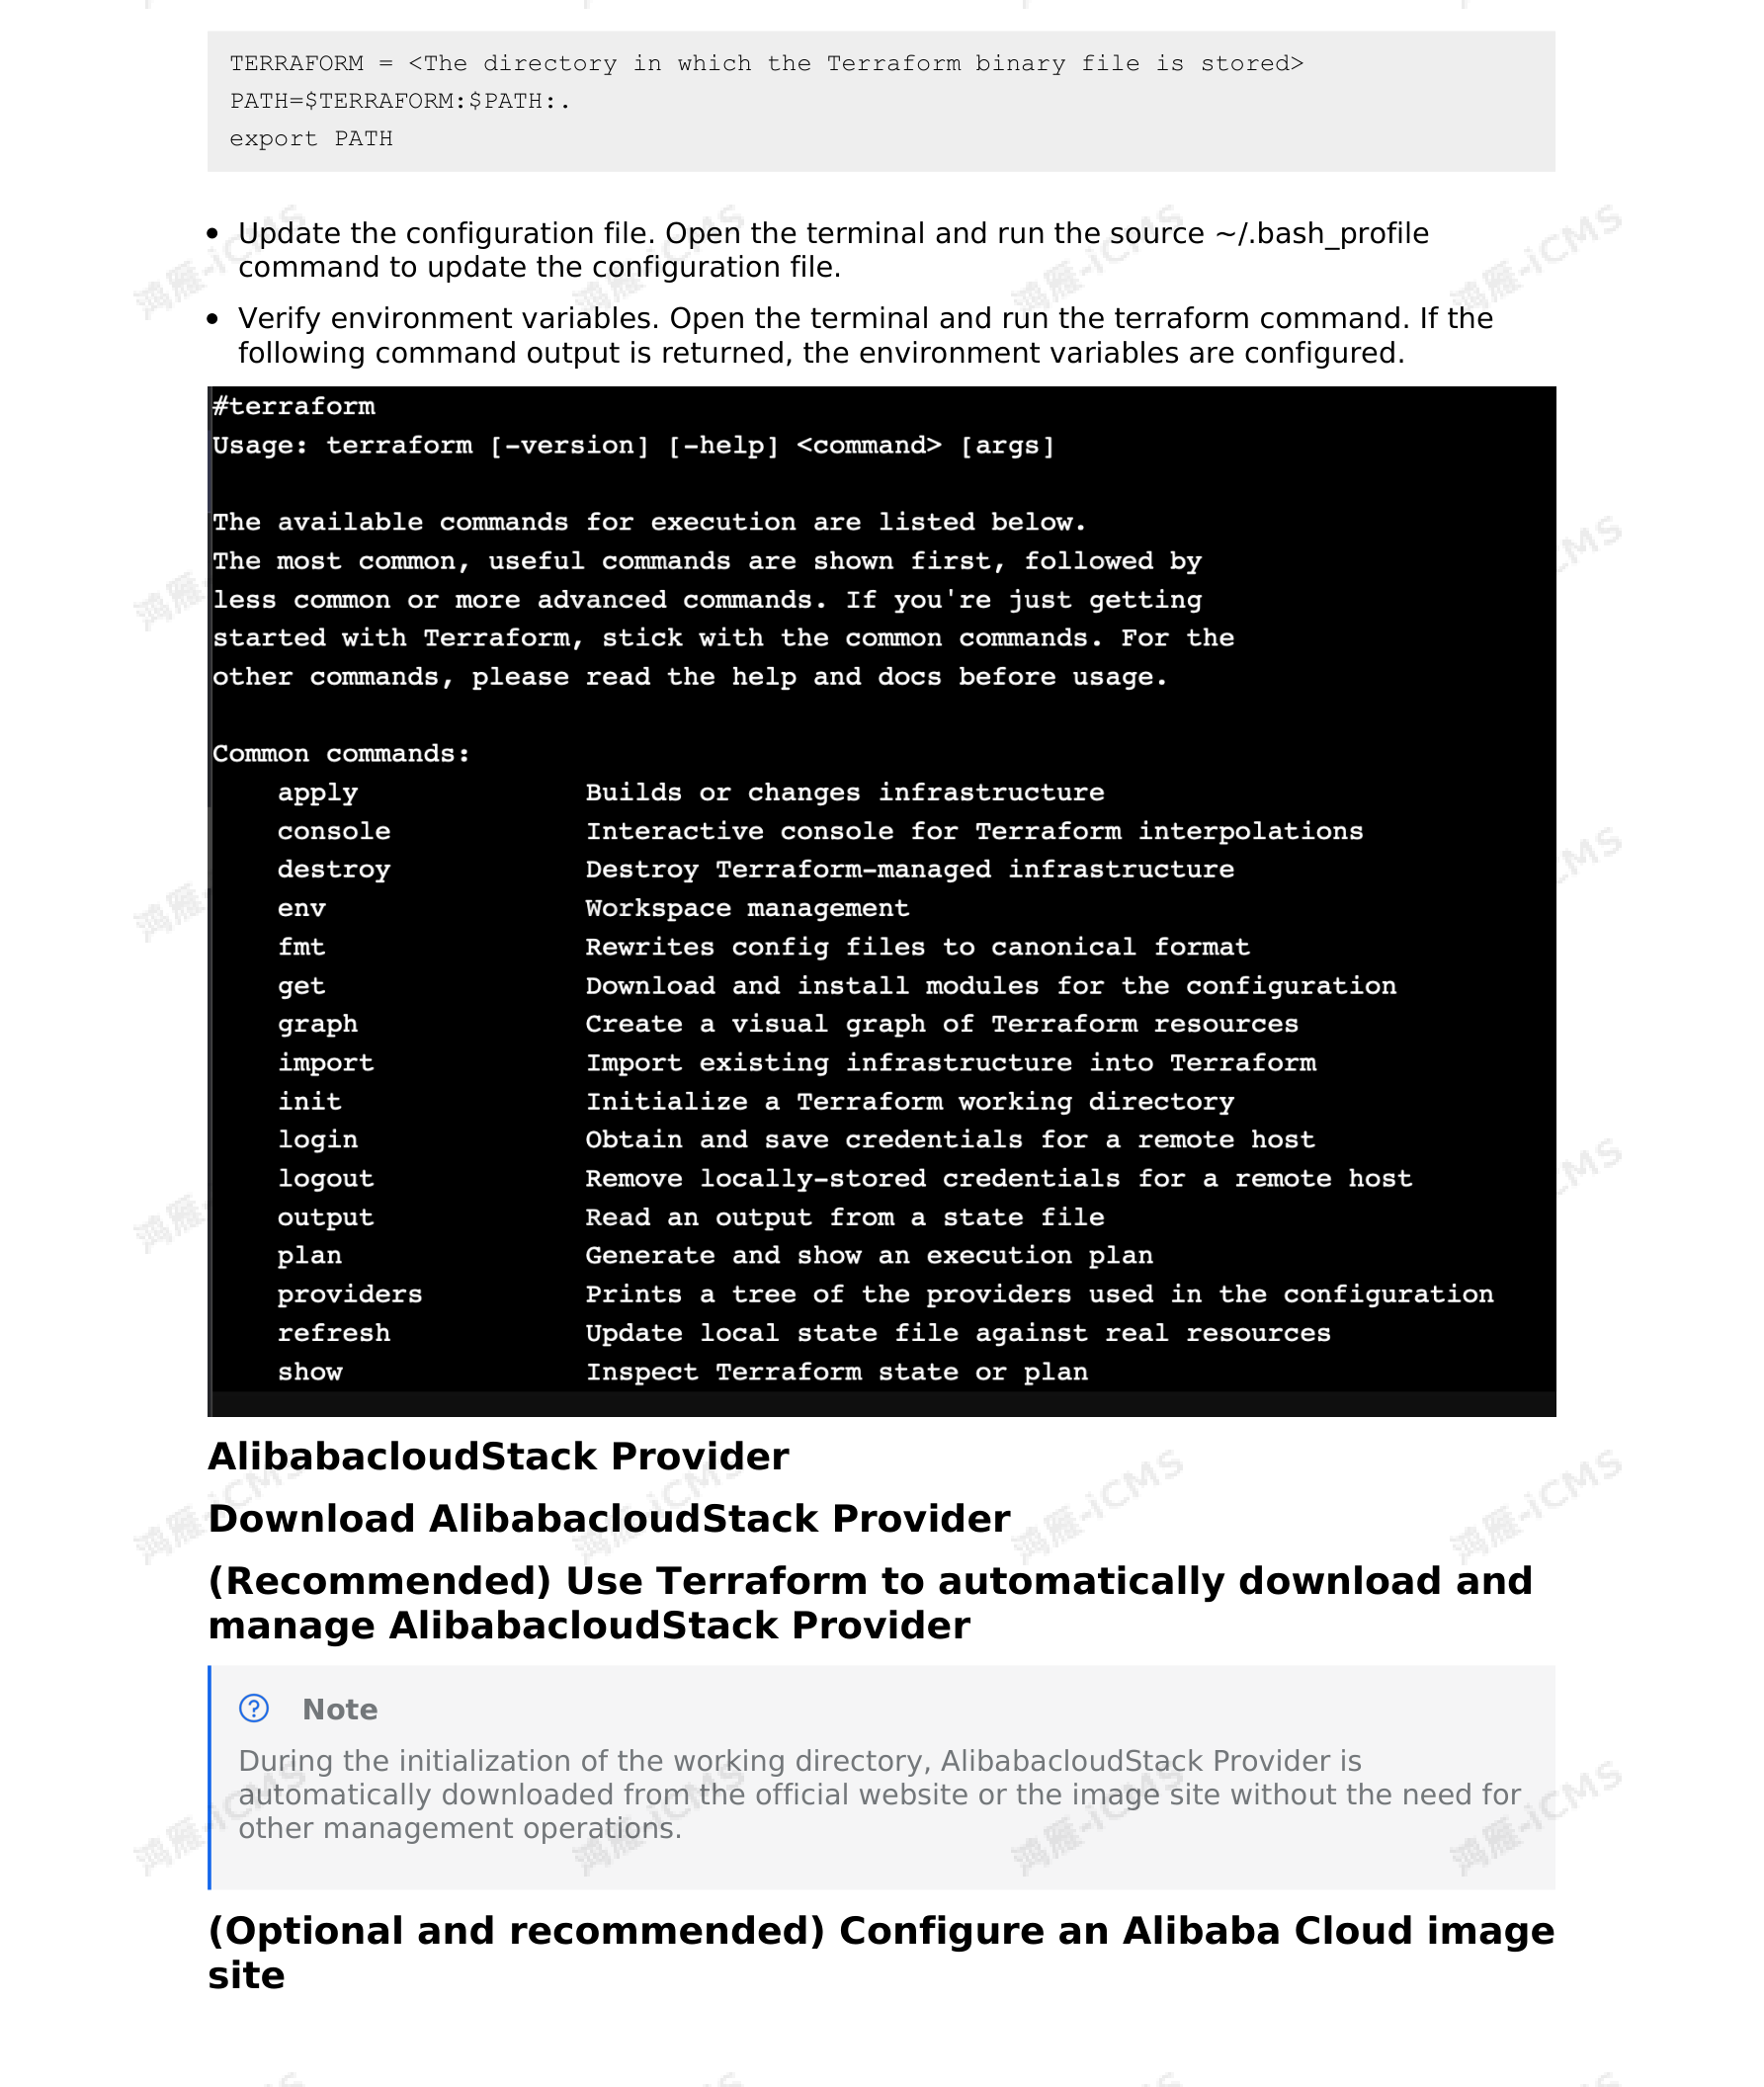 TERRAFORM = <The directory in which the Terraform binary file is stored>
PATH=$TERRAFORM:$PATH:.
export PATH
• Update the configuration file. Open the terminal and run the source ~/.bash_profile
command to update the configuration file.
• Verify environment variables. Open the terminal and run the terraform command. If the
following command output is returned, the environment variables are configured.
#terraform
Usage: terraform [-version] [-help] <command> [args]
The available commands for execution are listed below.
The most common, useful commands are shown first, followed by
less common or more advanced commands. If you're just getting
started with Terraform, stick with the common commands. For the
other commands, please read the help and docs before usage.
Common commands:
apply Builds or changes infrastructure
console Interactive console for Terraform interpolations
destroy Destroy Terraform-managed infrastructure
env Workspace management
fmt Rewrites config files to canonical format
get Download and install modules for the configuration
graph Create a visual graph of Terraform resources
import Import existing infrastructure into Terraform
init Initialize a Terraform working directory
login Obtain and save credentials for a remote host
logout Remove locally-stored credentials for a remote host
output Read an output from a state file
plan Generate and show an execution plan
providers Prints a tree of the providers used in the configuration
refresh Update local state file against real resources
show Inspect Terraform state or plan
AlibabacloudStack Provider
Download AlibabacloudStack Provider
(Recommended) Use Terraform to automatically download and
manage AlibabacloudStack Provider
Note
During the initialization of the working directory, AlibabacloudStack Provider is
automatically downloaded from the official website or the image site without the need for
other management operations.
(Optional and recommended) Configure an Alibaba Cloud image
site
鸿雁-iCMS